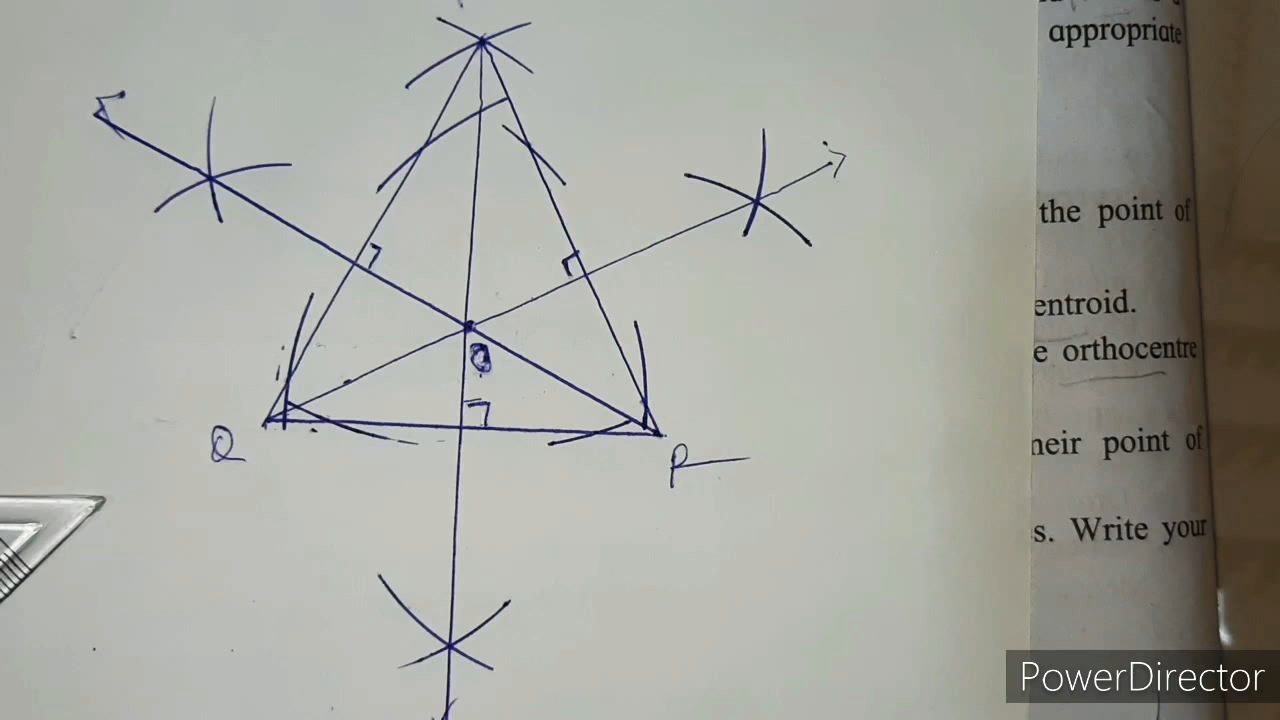 appropriate
the point of
entroid.
e orthocentre
heir point of
s. Write your
O
Q
R
PowerDirector